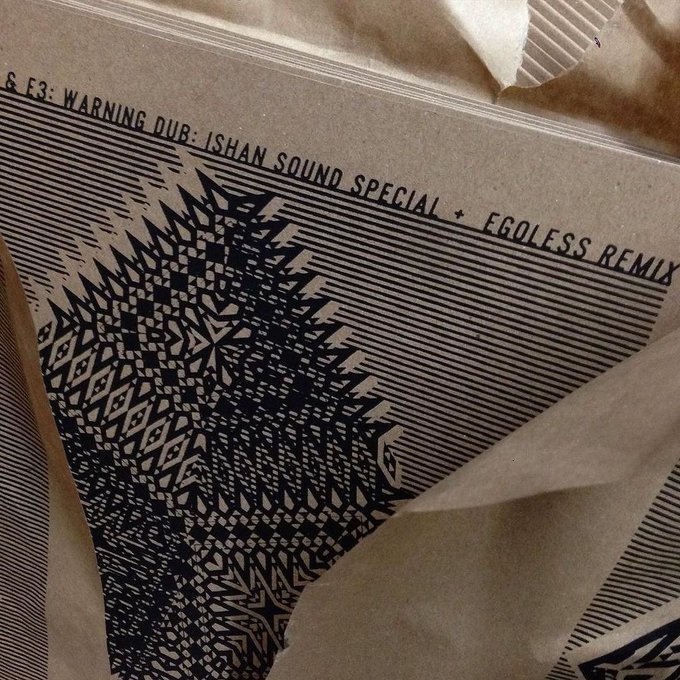 & E3: WARNING DUB: ISHAN SOUND SPECIAL + EGOLESS REMIX